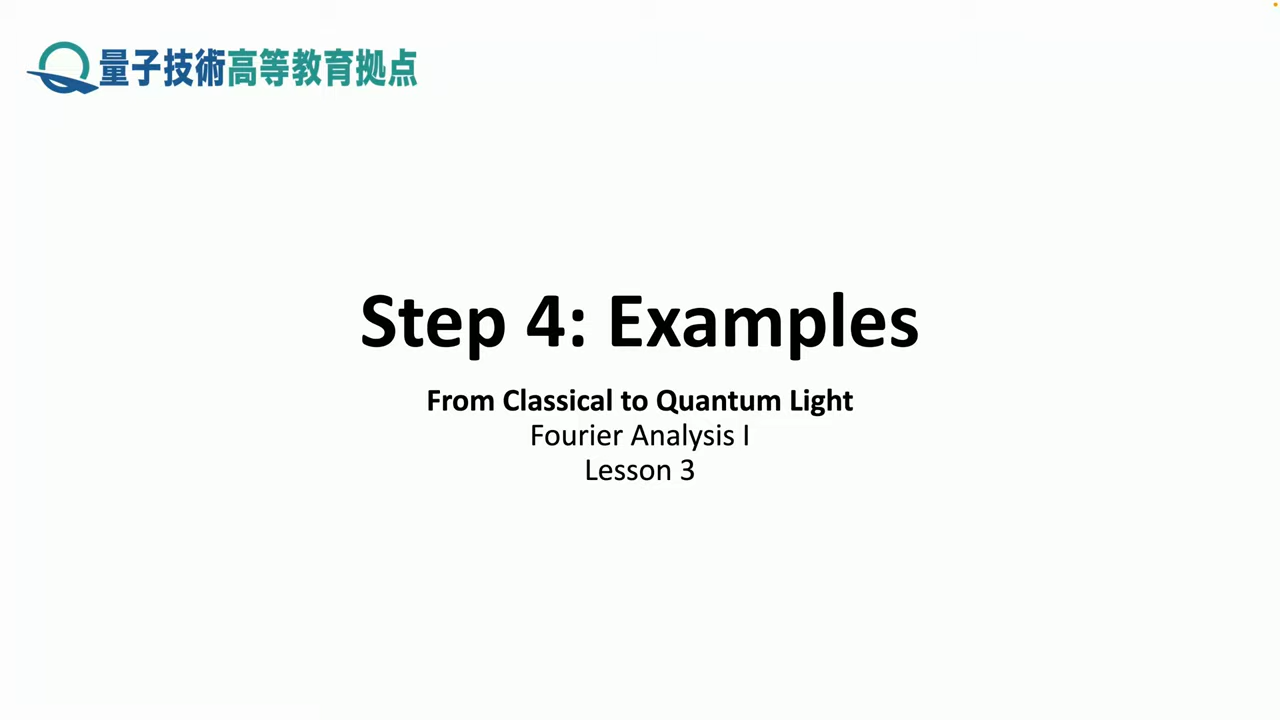 量子技術高等教育拠点
Step 4: Examples
From Classical to Quantum Light
Fourier Analysis I
Lesson 3